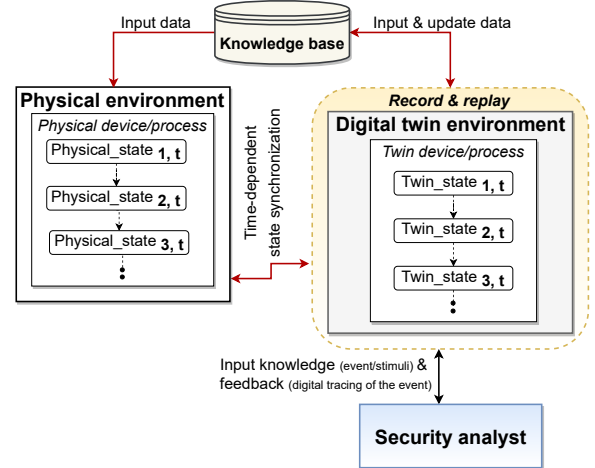 Input data
Knowledge base
Input & update data
Physical environment
Physical device/process
Physical_state 1, t
Physical_state 2, t
Physical_state 3, t
Time-dependent
state synchronization
Record & replay
Digital twin environment
Twin device/process
Twin_state 1, t
Twin_state 2, t
Twin_state 3, t
Input knowledge (event/stimuli) &
feedback (digital tracing of the event)
Security analyst